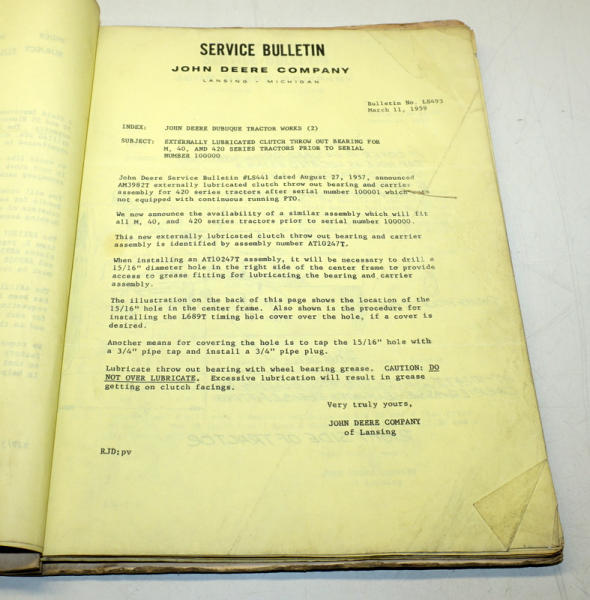 SERVICE BULLETIN
JOHN DEERE COMPANY
LANSING - MICHIGAN
Bulletin No. LS493
March 11, 1959
INDEX: JOHN DEERE DUBUQUE TRACTOR WORKS (2)
SUBJECT: EXTERNALLY LUBRICATED CLUTCH THROW OUT BEARING FOR
M, 40, AND 420 SERIES TRACTORS PRIOR TO SERIAL
NUMBER 100000
John Deere Service Bulletin #LS441 dated August 27, 1957, announced
AM3982T externally lubricated clutch throw out bearing and carrier
assembly for 420 series tractors after serial number 100001 which were
not equipped with continuous running PTO.
We now announce the availability of a similar assembly which will fit
all M, 40, and 420 series tractors prior to serial number 100000.
This new externally lubricated clutch throw out bearing and carrier
assembly is identified by assembly number AT10247T.
When installing an AT10247T assembly, it will be necessary to drill a
15/16" diameter hole in the right side of the center frame to provide
access to grease fitting for lubricating the bearing and carrier
assembly.
The illustration on the back of this page shows the location of the
15/16" hole in the center frame. Also shown is the procedure for
installing the L689T timing hole cover over the hole, if a cover is
desired.
Another means for covering the hole is to tap the 15/16" hole with
a 3/4" pipe tap and install a 3/4" pipe plug.
Lubricate throw out bearing with wheel bearing grease. CAUTION: DO
NOT OVER LUBRICATE. Excessive lubrication will result in grease
getting on clutch facings.
Very truly yours,
JOHN DEERE COMPANY
of Lansing
RJD;pv